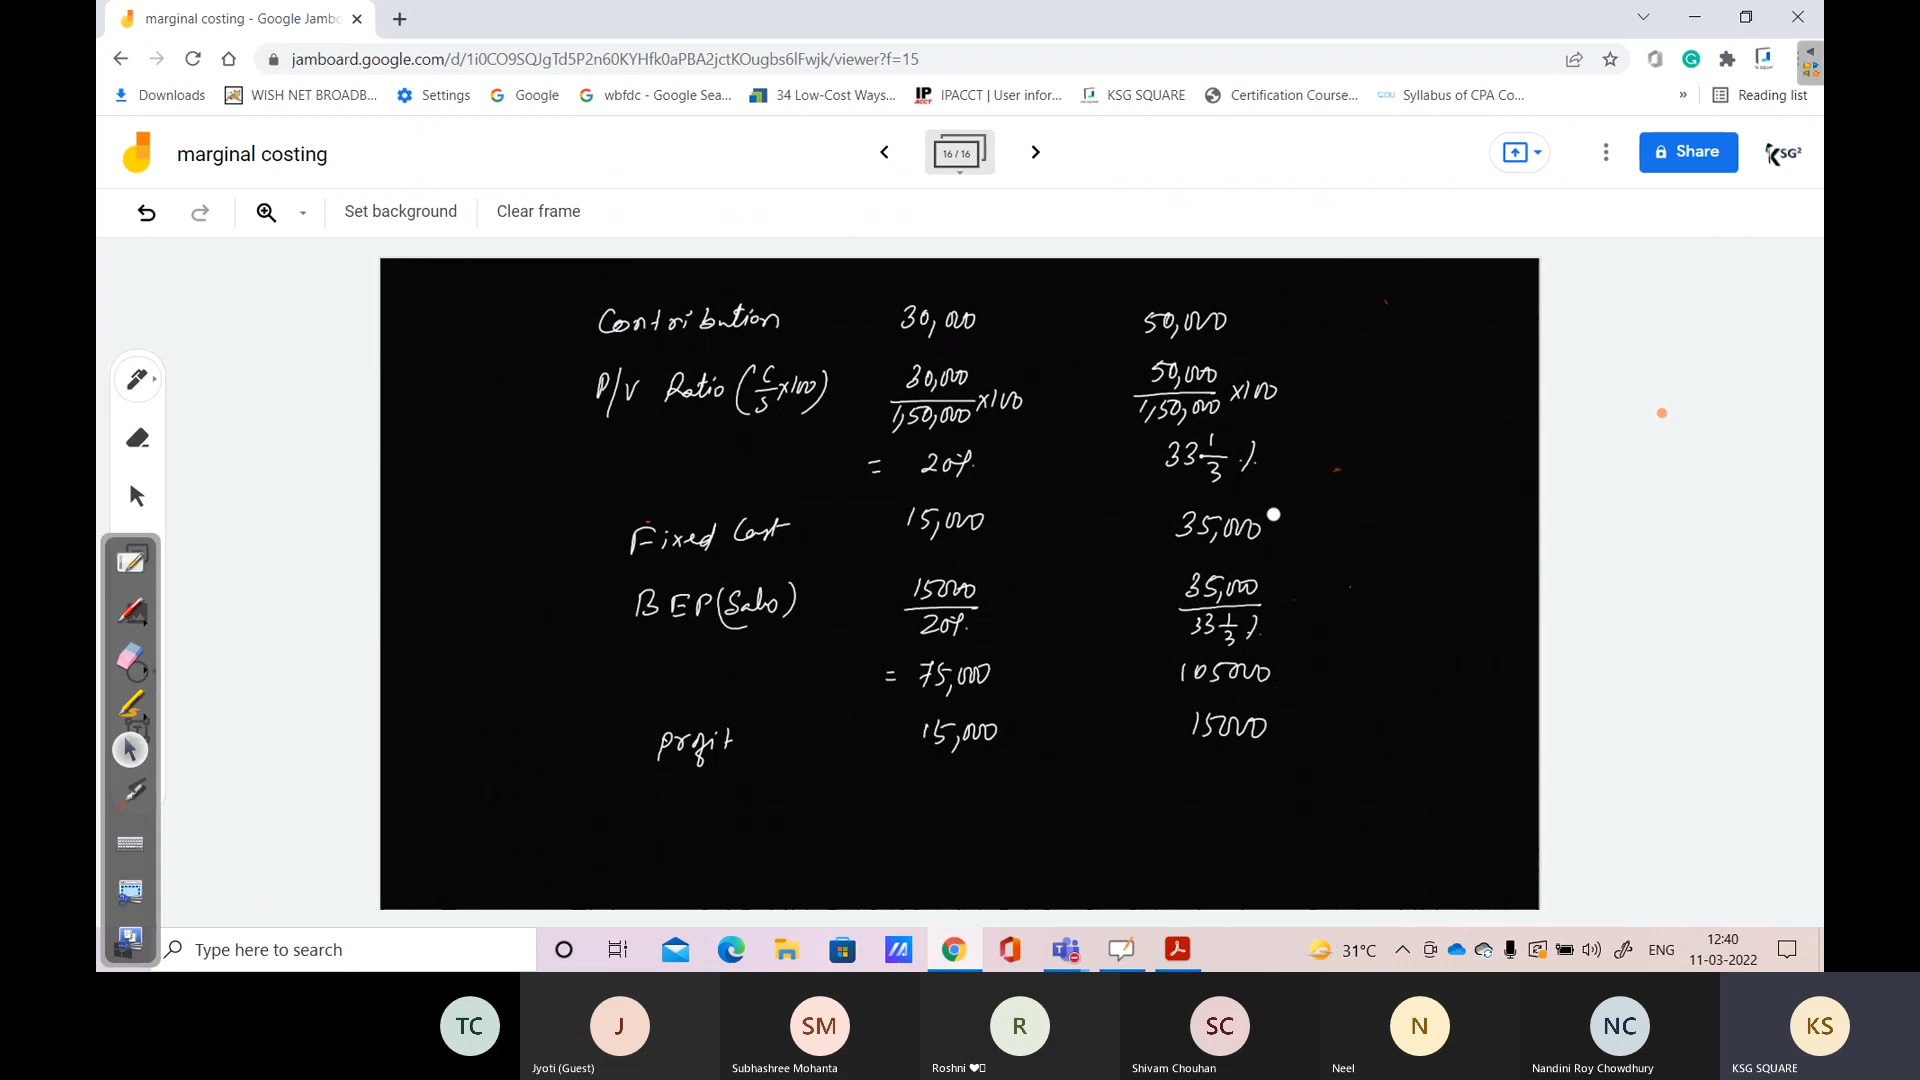 marginal costing - Google Jambo
jamboard.google.com/d/1i0CO9SQJgTd5P2n60KYHfk0aPBA2jctKOugbs6lFwjk/viewer?f=15
Downloads WISH NET BROADB... Settings Google wbfdc - Google Sea... 34 Low-Cost Ways... IPACCT | User infor... KSG SQUARE Certification Course... Syllabus of CPA Co... » Reading list
marginal costing 16 / 16 Share KSG²
Set background Clear frame
Contribution 30,000 50,000
P/V Ratio (C/S x100) 30,000/1,50,000 x100 50,000/1,50,000 x100
= 20% 33 1/3 %
Fixed Cost 15,000 35,000
BEP (Sales) 15000/20% 35,000/33 1/3 %
= 75,000 105000
Profit 15,000 15000
Type here to search 31°C ENG 12:40
11-03-2022
TC J SM R SC N NC KS
Jyoti (Guest) Subhashree Mohanta Roshni Shivam Chouhan Neel Nandini Roy Chowdhury KSG SQUARE